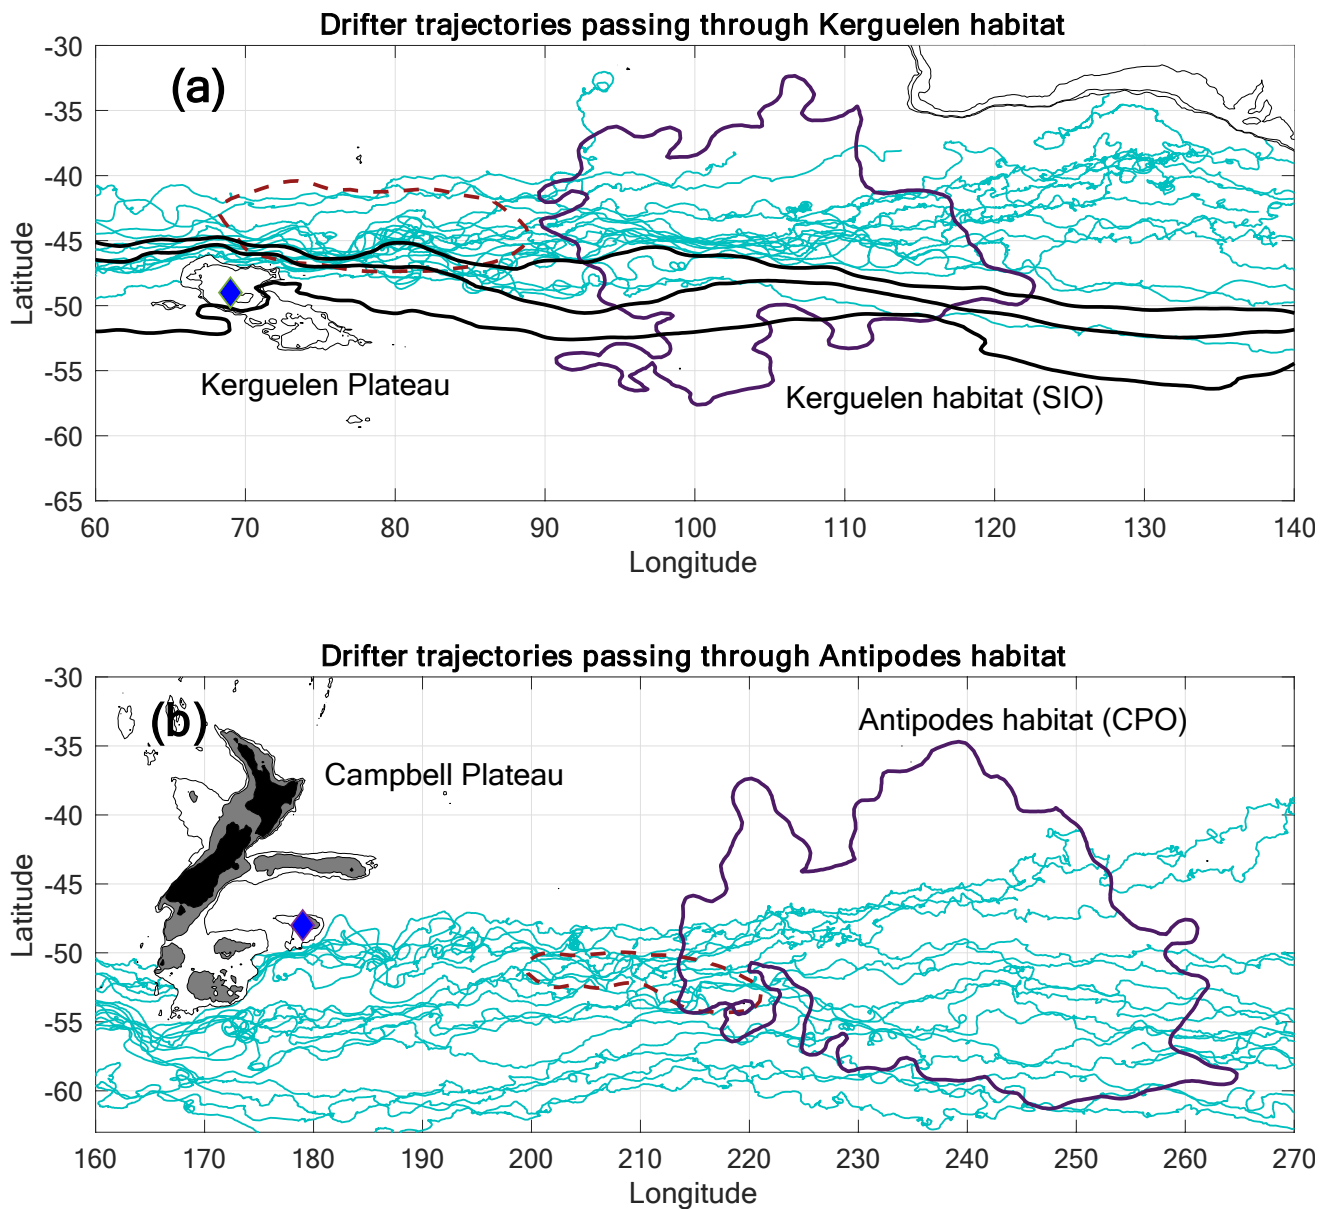 Drifter trajectories passing through Kerguelen habitat
-30
(a)
-35
-40
-45
-50
-55
-60
-65
Latitude
Kerguelen Plateau
Kerguelen habitat (SIO)
60 70 80 90 100 110 120 130 140
Longitude
Drifter trajectories passing through Antipodes habitat
-30
(b)
Antipodes habitat (CPO)
-35
Campbell Plateau
-40
-45
-50
-55
-60
Latitude
160 170 180 190 200 210 220 230 240 250 260 270
Longitude